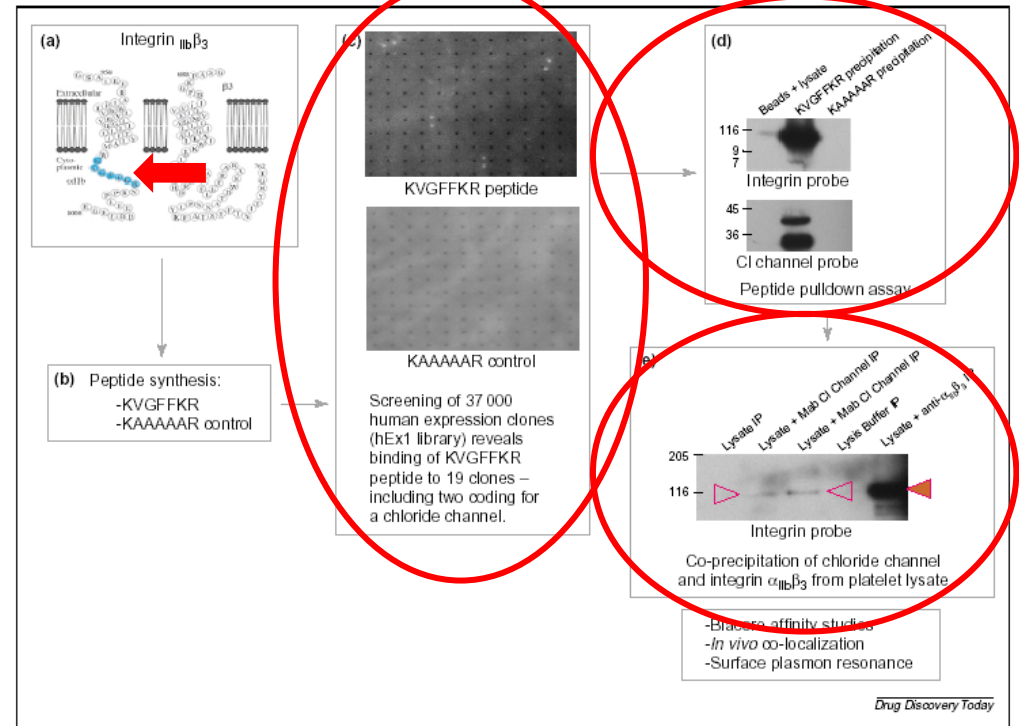 (a) Integrin IIbβ3
Extracellular
β3
Cyto-
plasmic
αIIb
(b) Peptide synthesis:
-KVGFFKR
-KAAAAAR control
(c)
KVGFFKR peptide
KAAAAAR control
Screening of 37 000
human expression clones
(hEx1 library) reveals
binding of KVGFFKR
peptide to 19 clones –
including two coding for
a chloride channel.
(d)
Beads + lysate
KVGFFKR precipitation
KAAAAAR precipitation
116
9
7
Integrin probe
45
36
Cl channel probe
Peptide pulldown assay
e)
Lysate IP
Lysate + Mab Cl Channel IP
Lysate + Mab Cl Channel IP
Lysis Buffer IP
Lysate + anti-αIIbβ3 IP
205
116
Integrin probe
Co-precipitation of chloride channel
and integrin αIIbβ3 from platelet lysate
-Biacore affinity studies
-In vivo co-localization
-Surface plasmon resonance
Drug Discovery Today